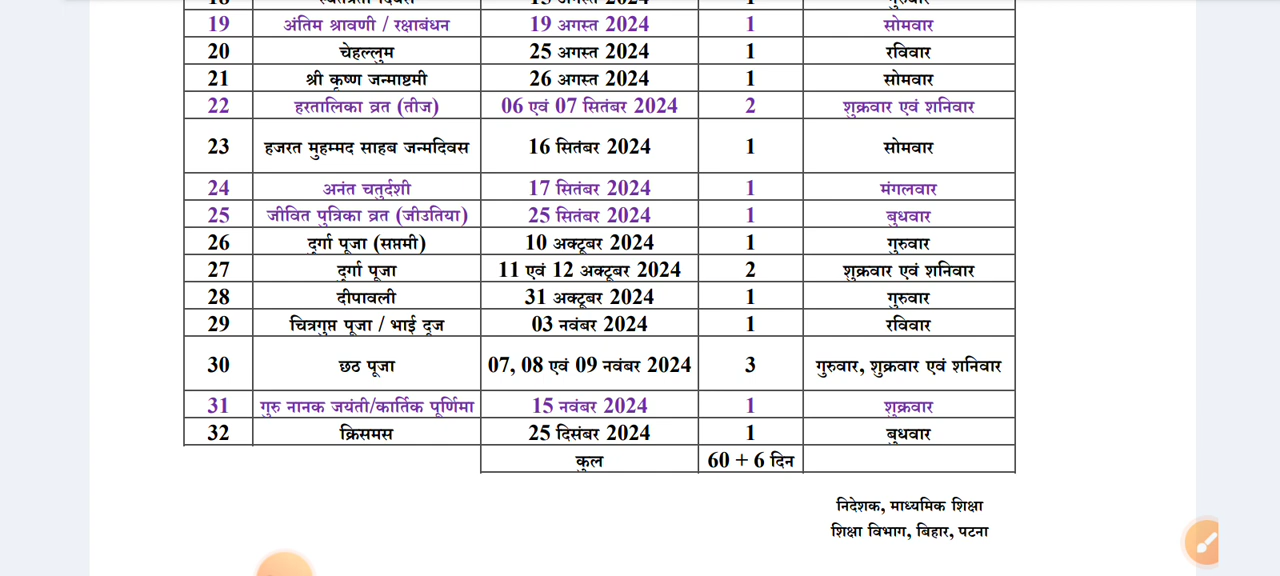 19 अंतिम श्रावणी / रक्षाबंधन 19 अगस्त 2024 1 सोमवार
20 चेहल्लुम 25 अगस्त 2024 1 रविवार
21 श्री कृष्ण जन्माष्टमी 26 अगस्त 2024 1 सोमवार
22 हरतालिका व्रत (तीज) 06 एवं 07 सितंबर 2024 2 शुक्रवार एवं शनिवार
23 हजरत मुहम्मद साहब जन्मदिवस 16 सितंबर 2024 1 सोमवार
24 अनंत चतुर्दशी 17 सितंबर 2024 1 मंगलवार
25 जीवित पुत्रिका व्रत (जीउतिया) 25 सितंबर 2024 1 बुधवार
26 दुर्गा पूजा (सप्तमी) 10 अक्टूबर 2024 1 गुरुवार
27 दुर्गा पूजा 11 एवं 12 अक्टूबर 2024 2 शुक्रवार एवं शनिवार
28 दीपावली 31 अक्टूबर 2024 1 गुरुवार
29 चित्रगुप्त पूजा / भाई दूज 03 नवंबर 2024 1 रविवार
30 छठ पूजा 07, 08 एवं 09 नवंबर 2024 3 गुरुवार, शुक्रवार एवं शनिवार
31 गुरु नानक जयंती/कार्तिक पूर्णिमा 15 नवंबर 2024 1 शुक्रवार
32 क्रिसमस 25 दिसंबर 2024 1 बुधवार
कुल 60 + 6 दिन
निदेशक, माध्यमिक शिक्षा
शिक्षा विभाग, बिहार, पटना